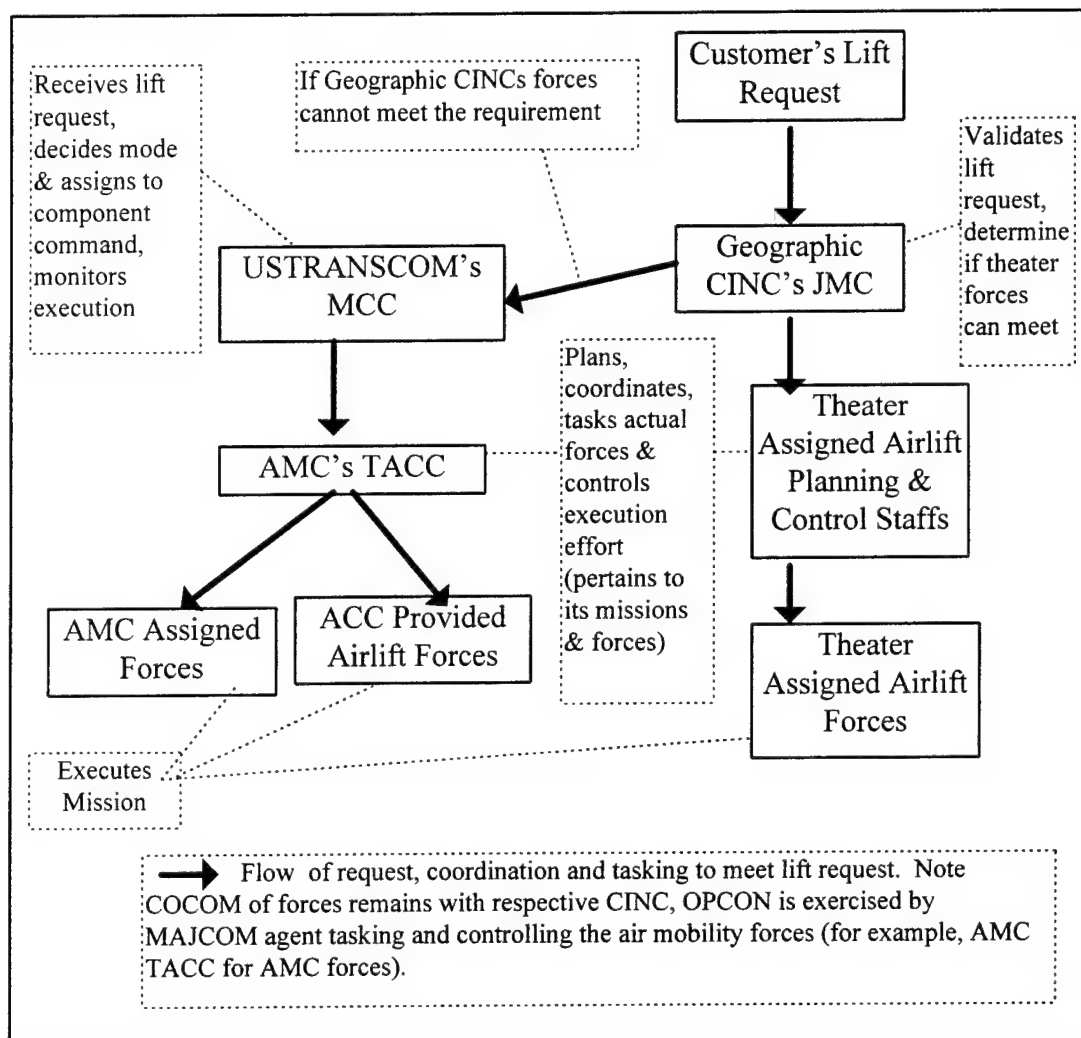 Customer's Lift
Request
Receives lift
request,
decides mode
& assigns to
component
command,
monitors
execution
If Geographic CINCs forces
cannot meet the requirement
Validates
lift
request,
determine
if theater
forces
can meet
USTRANSCOM's
MCC
Geographic
CINC's JMC
Plans,
coordinates,
tasks actual
forces &
controls
execution
effort
(pertains to
its missions
& forces)
Theater
Assigned Airlift
Planning &
Control Staffs
AMC's TACC
AMC Assigned
Forces
ACC Provided
Airlift Forces
Theater
Assigned Airlift
Forces
Executes
Mission
Flow of request, coordination and tasking to meet lift request. Note
COCOM of forces remains with respective CINC, OPCON is exercised by
MAJCOM agent tasking and controlling the air mobility forces (for example, AMC
TACC for AMC forces).